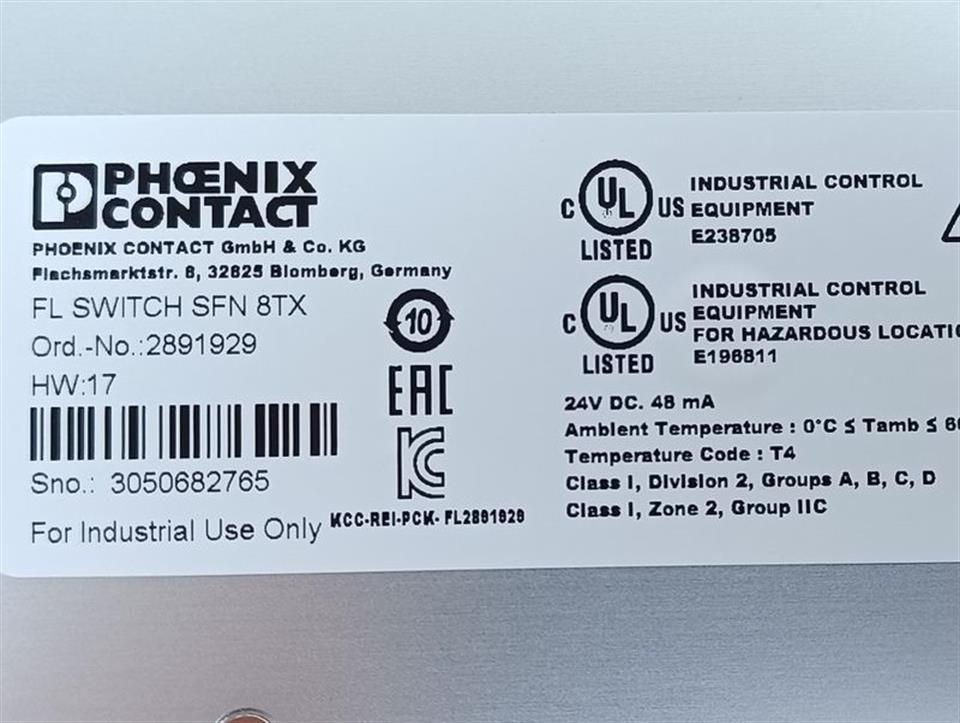 PHŒNIX
CONTACT
PHOENIX CONTACT GmbH & Co. KG
Flachsmarktstr. 8, 32825 Blomberg, Germany
FL SWITCH SFN 8TX
Ord.-No.:2891929
HW:17
Sno.: 3050682765
For Industrial Use Only
10
EAC
KC
KCC-REI-PCK- FL2891929
C UL US LISTED
INDUSTRIAL CONTROL
EQUIPMENT
E238705
C UL US LISTED
INDUSTRIAL CONTROL
EQUIPMENT
FOR HAZARDOUS
E196811
24V DC. 48 mA
Ambient Temperature : 0°C ≤ Tamb ≤
Temperature Code : T4
Class I, Division 2, Groups A, B, C, D
Class I, Zone 2, Group IIC